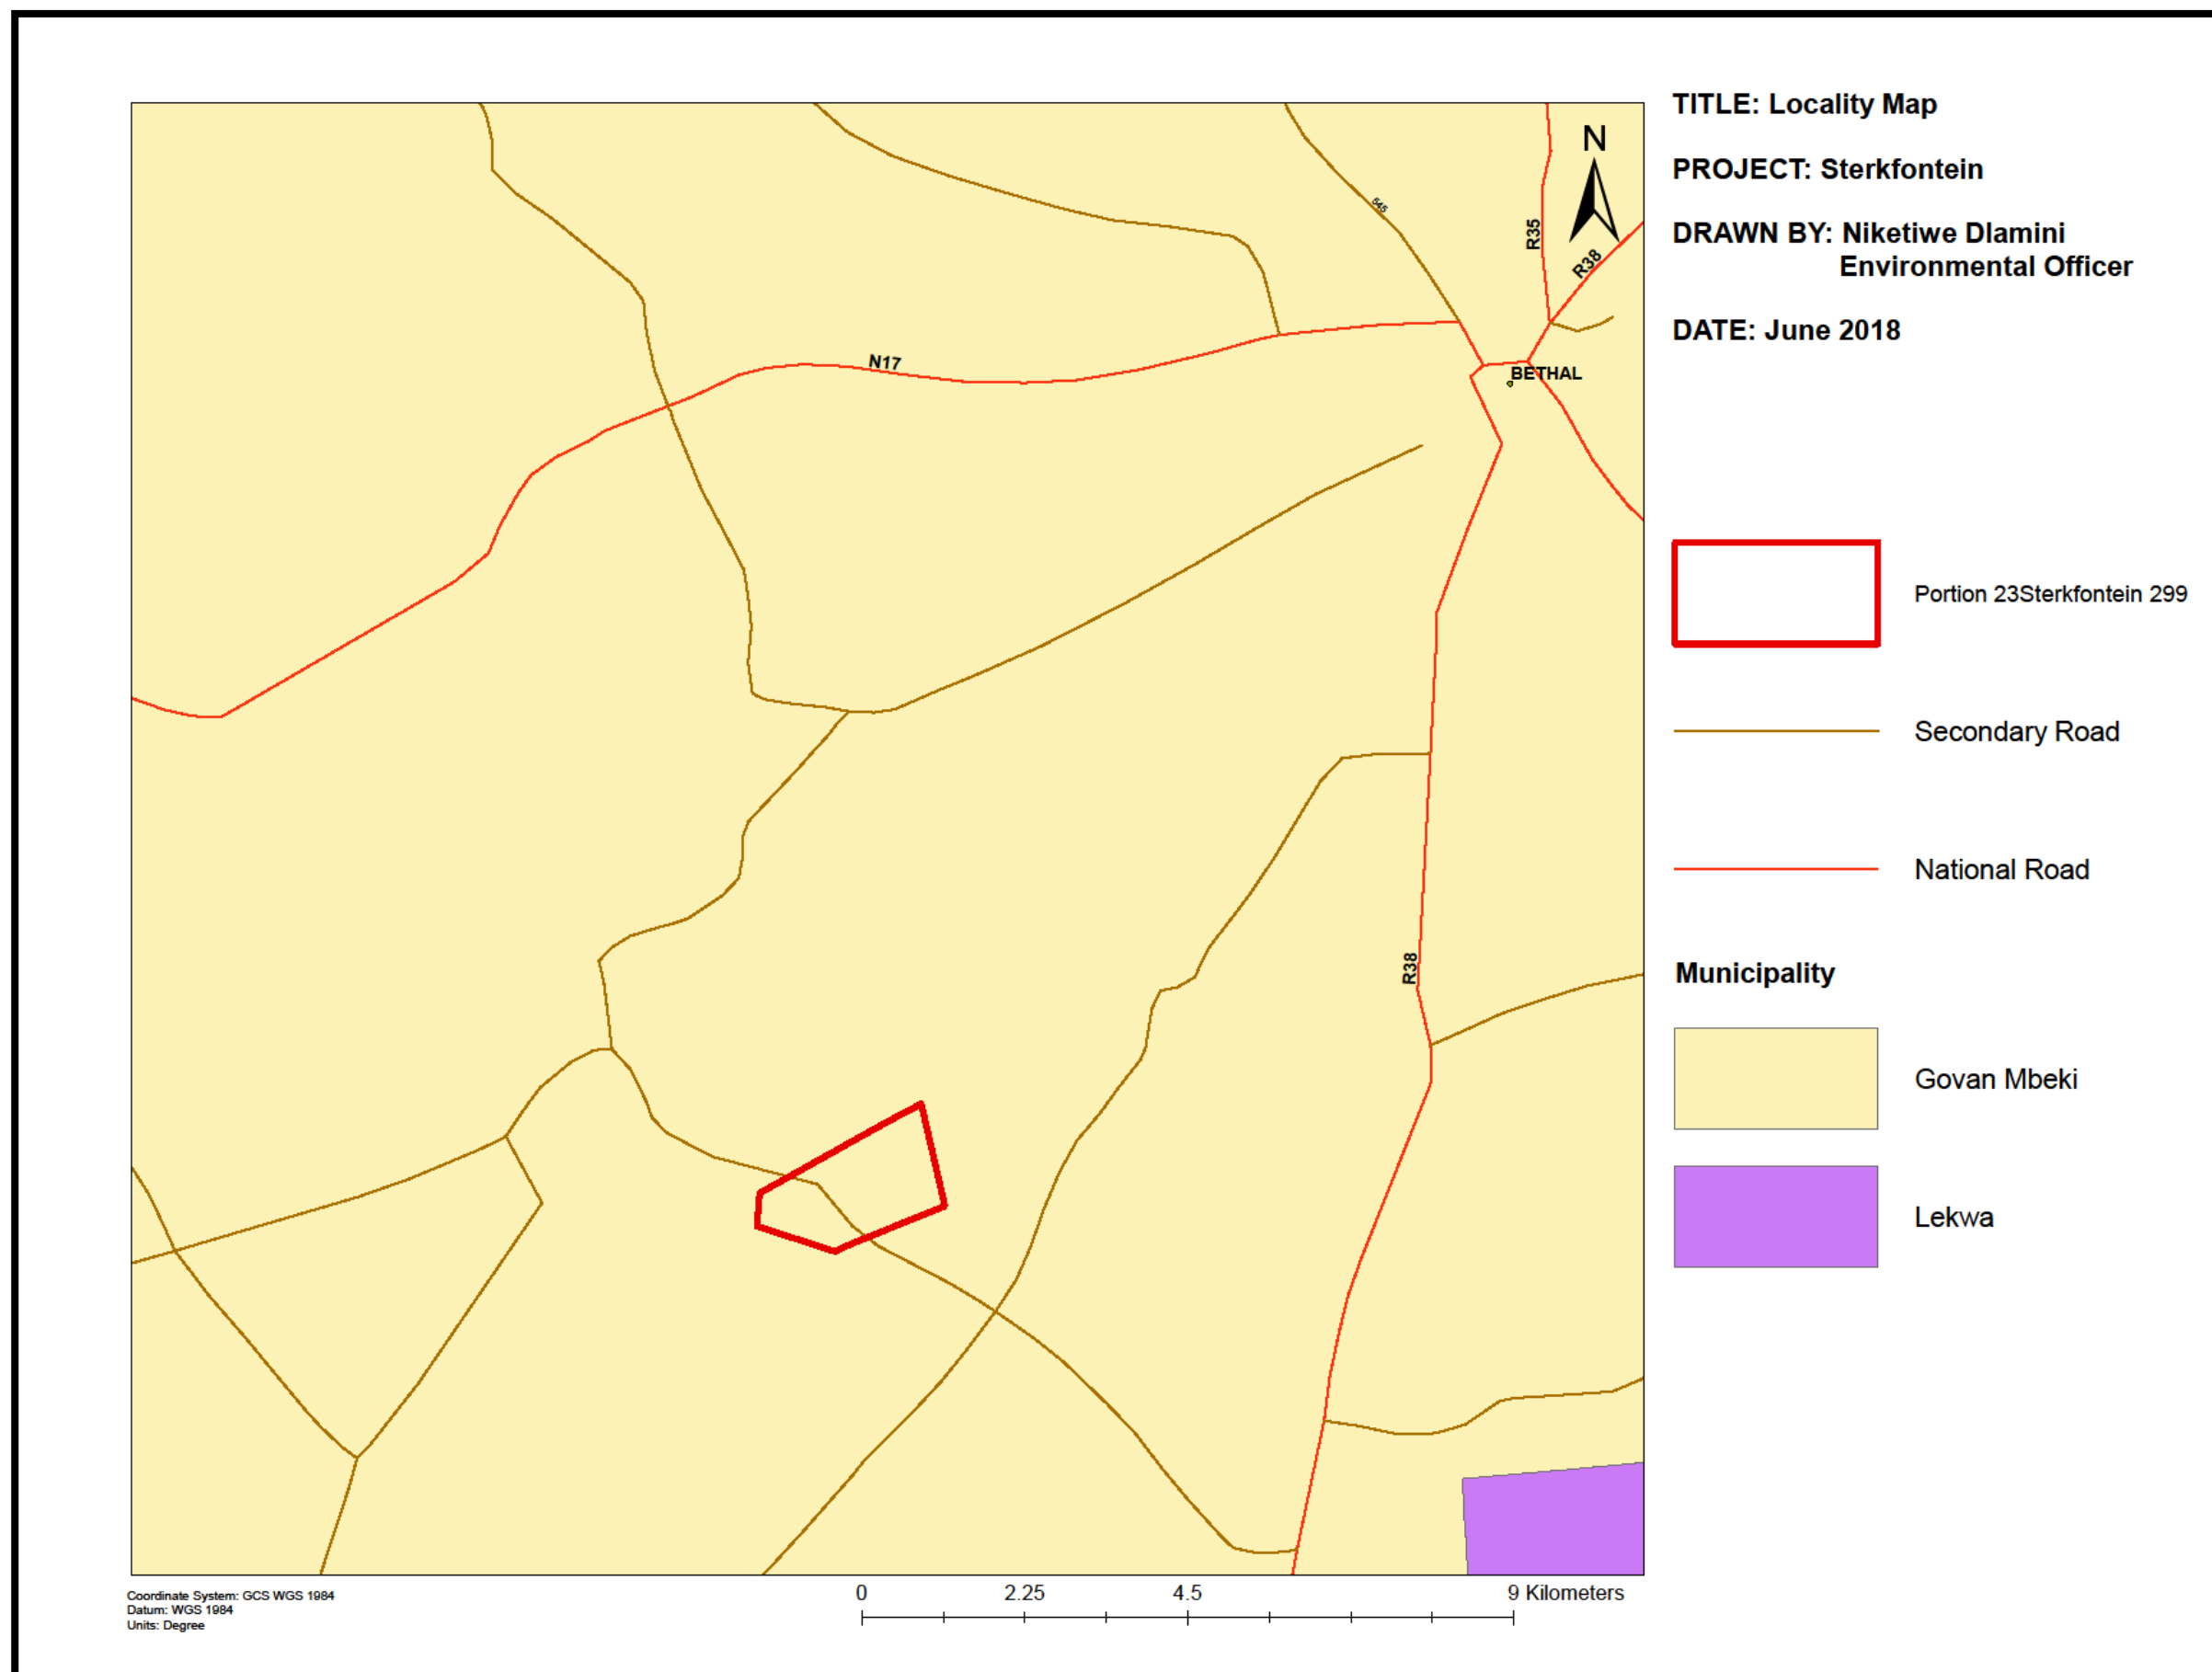 TITLE: Locality Map
PROJECT: Sterkfontein
DRAWN BY: Niketiwe Dlamini
Environmental Officer
DATE: June 2018
N
545
R35
R38
N17
BETHAL
R38
Portion 23Sterkfontein 299
Secondary Road
National Road
Municipality
Govan Mbeki
Lekwa
Coordinate System: GCS WGS 1984
Datum: WGS 1984
Units: Degree
0 2.25 4.5 9 Kilometers